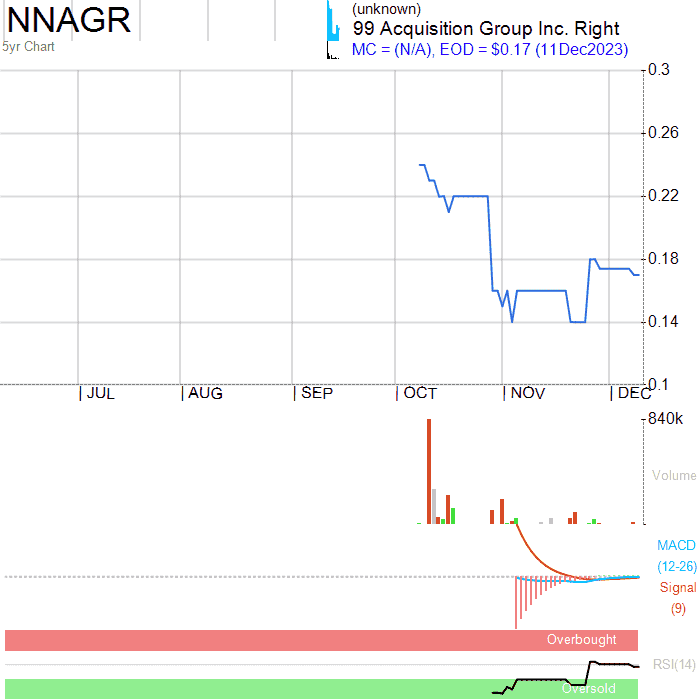 NNAGR
5yr Chart
(unknown)
99 Acquisition Group Inc. Right
MC = (N/A), EOD = $0.17 (11Dec2023)
0.3
0.26
0.22
0.18
0.14
0.1
JUL AUG SEP OCT NOV DEC
840k
Volume
MACD
(12-26)
Signal
(9)
Overbought
RSI(14)
Oversold